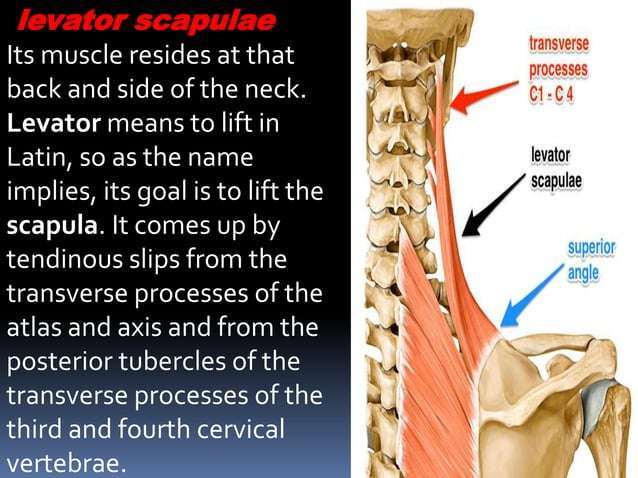 levator scapulae
Its muscle resides at that
back and side of the neck.
Levator means to lift in
Latin, so as the name
implies, its goal is to lift the
scapula. It comes up by
tendinous slips from the
transverse processes of the
atlas and axis and from the
posterior tubercles of the
transverse processes of the
third and fourth cervical
vertebrae.
transverse
processes
C1 - C 4
levator
scapulae
superior
angle